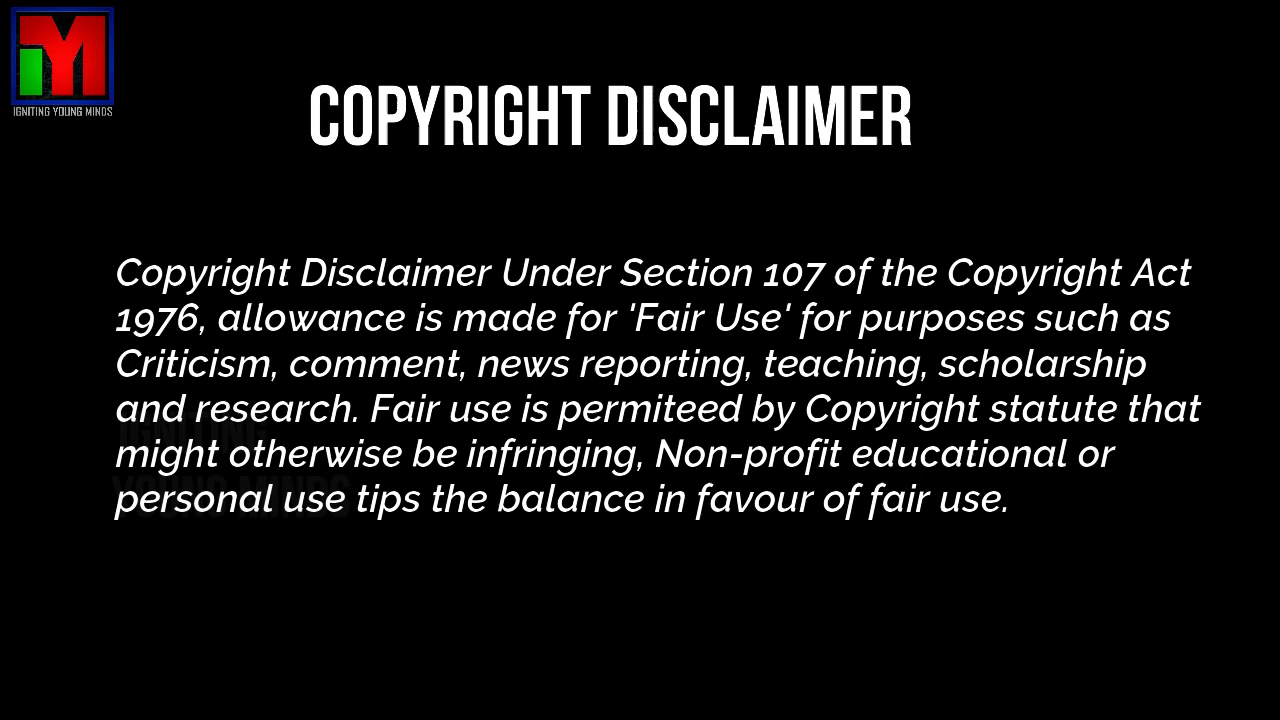 IGNITING YOUNG MINDS
COPYRIGHT DISCLAIMER
Copyright Disclaimer Under Section 107 of the Copyright Act
1976, allowance is made for 'Fair Use' for purposes such as
Criticism, comment, news reporting, teaching, scholarship
and research. Fair use is permiteed by Copyright statute that
might otherwise be infringing, Non-profit educational or
personal use tips the balance in favour of fair use.
IGNITING
YOUNG MINDS